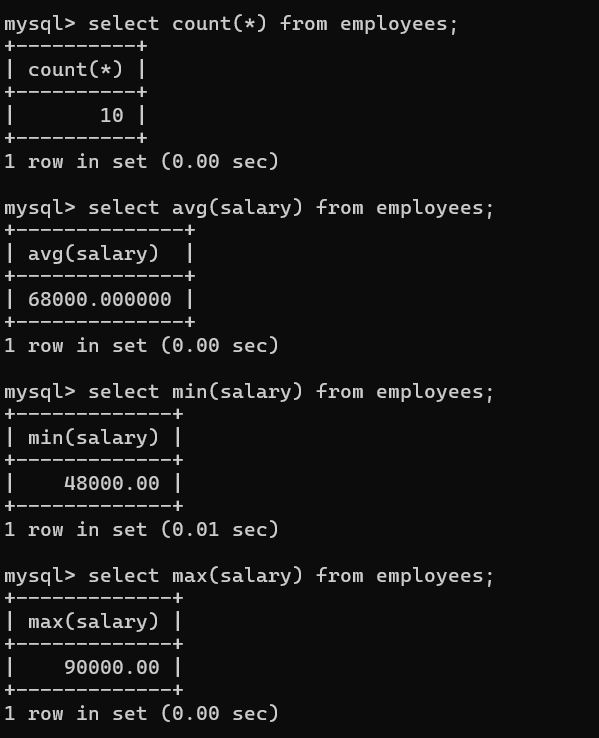 mysql> select count(*) from employees;
+----------+
| count(*) |
+----------+
|       10 |
+----------+
1 row in set (0.00 sec)

mysql> select avg(salary) from employees;
+--------------+
| avg(salary)  |
+--------------+
| 68000.000000 |
+--------------+
1 row in set (0.00 sec)

mysql> select min(salary) from employees;
+-------------+
| min(salary) |
+-------------+
|    48000.00 |
+-------------+
1 row in set (0.01 sec)

mysql> select max(salary) from employees;
+-------------+
| max(salary) |
+-------------+
|    90000.00 |
+-------------+
1 row in set (0.00 sec)